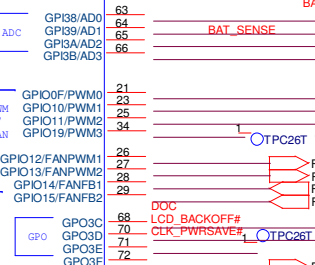 BA
GPI38/AD0 63
GPI39/AD1 64
ADC
GPI3A/AD2 65 BAT_SENSE
GPI3B/AD3 66
GPIO0F/PWM0 21
GPIO10/PWM1 23
GPIO11/PWM2 25
GPIO19/PWM3 34
AN
1
TPC26T
GPIO12/FANPWM1 26
GPIO13/FANPWM2 27
GPIO14/FANFB1 28
GPIO15/FANFB2 29
DOC
GPO3C 68 LCD_BACKOFF#
GPO
GPO3D 70 CLK_PWRSAVE# 1
TPC26T
GPO3E 71
72